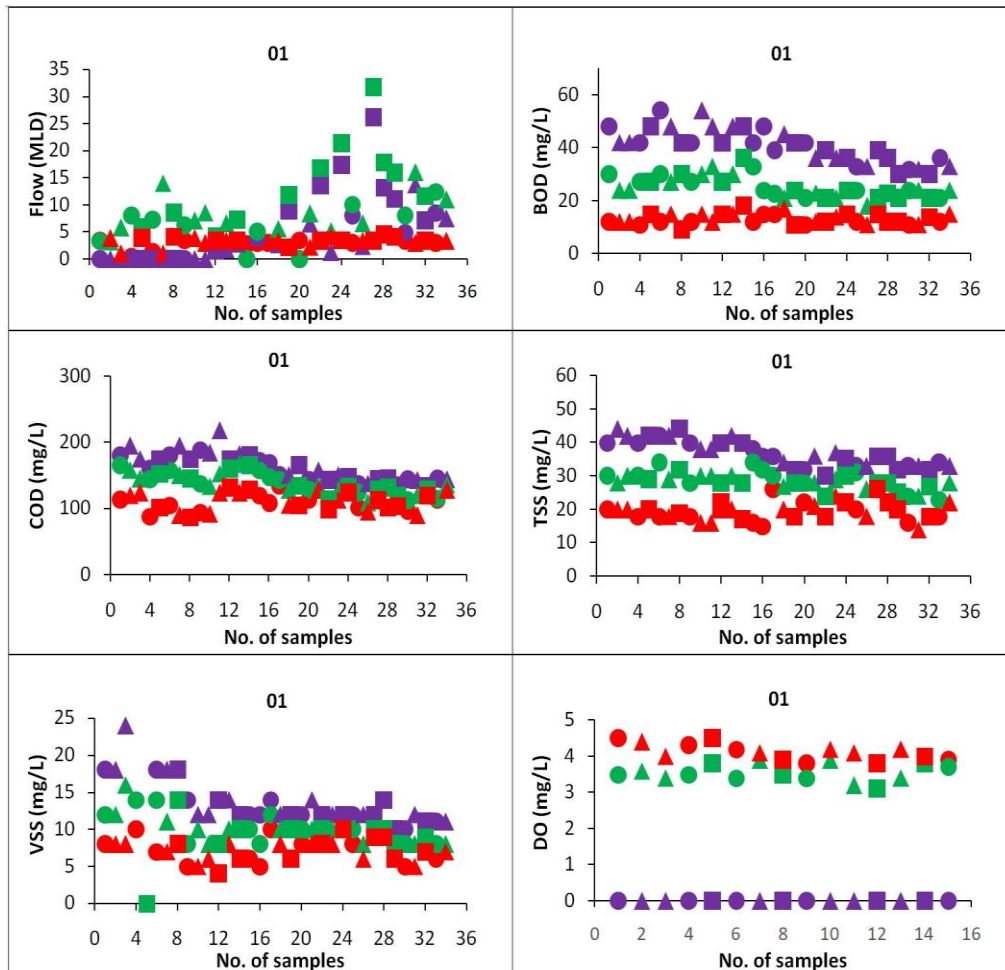 01
Flow (MLD)
35
30
25
20
15
10
5
0
0 4 8 12 16 20 24 28 32 36
No. of samples
01
BOD (mg/L)
60
40
20
0
0 4 8 12 16 20 24 28 32 36
No. of samples
01
COD (mg/L)
300
200
100
0
0 4 8 12 16 20 24 28 32 36
No. of samples
01
TSS (mg/L)
60
50
40
30
20
10
0
0 4 8 12 16 20 24 28 32 36
No. of samples
01
VSS (mg/L)
25
20
15
10
5
0
0 4 8 12 16 20 24 28 32 36
No. of samples
01
DO (mg/L)
5
4
3
2
1
0
0 2 4 6 8 10 12 14 16
No. of samples